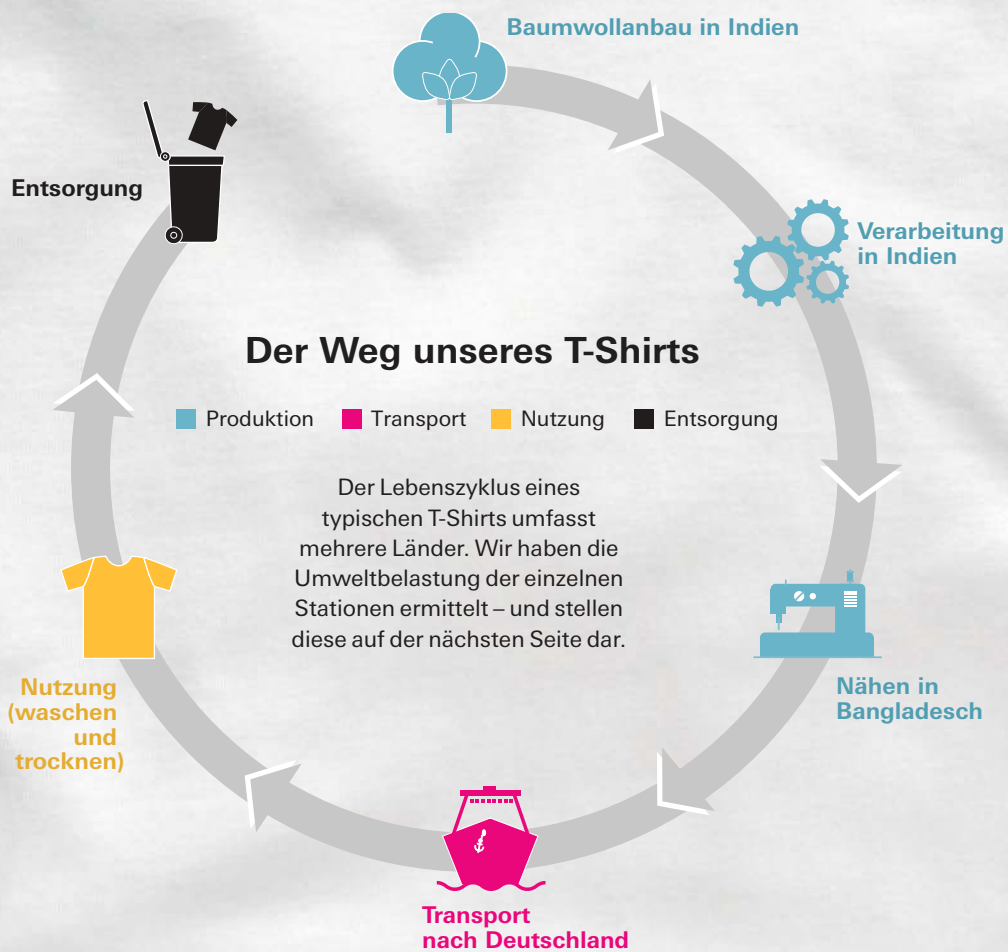 Baumwollanbau in Indien
Verarbeitung
in Indien
Nähen in
Bangladesch
Transport
nach Deutschland
Nutzung
(waschen
und
trocknen)
Entsorgung
Der Weg unseres T-Shirts
Produktion Transport Nutzung Entsorgung
Der Lebenszyklus eines
typischen T-Shirts umfasst
mehrere Länder. Wir haben die
Umweltbelastung der einzelnen
Stationen ermittelt – und stellen
diese auf der nächsten Seite dar.